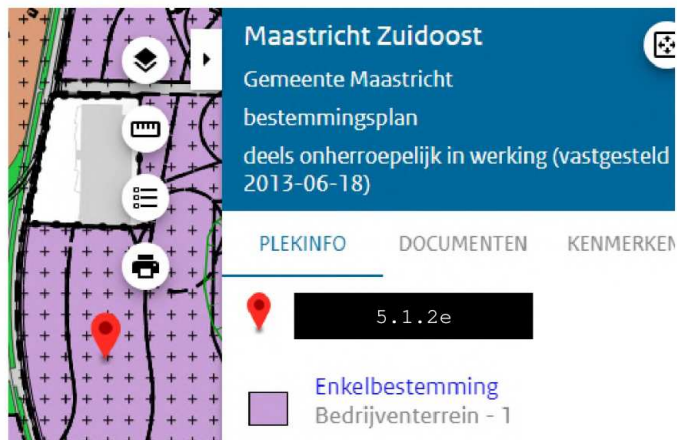 Maastricht Zuidoost
Gemeente Maastricht
bestemmingsplan
deels onherroepelijk in werking (vastgesteld
2013-06-18)
PLEKINFO DOCUMENTEN KENMERKEN
5.1.2e
Enkelbestemming
Bedrijventerrein - 1